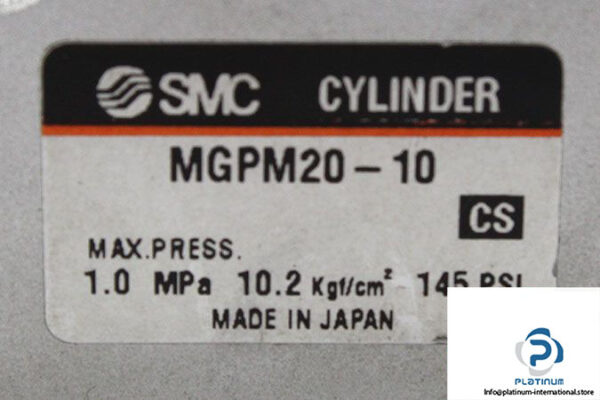 SMC CYLINDER
MGPM20-10
CS
MAX.PRESS.
1.0 MPa 10.2 Kgf/cm² 145 PSI
MADE IN JAPAN
PLATINUM
Info@platinum-international.store